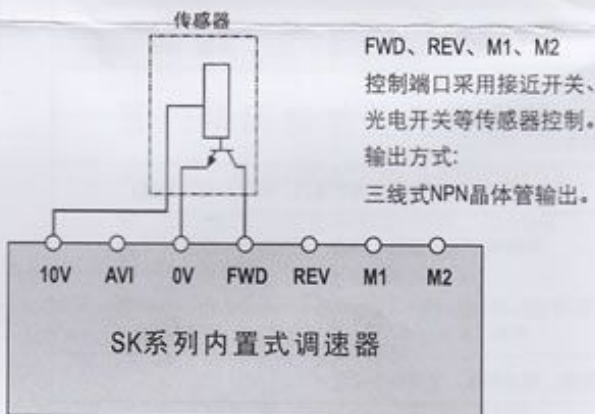 传感器
FWD、REV、M1、M2
控制端口采用接近开关、
光电开关等传感器控制。
输出方式:
三线式NPN晶体管输出。
10V AVI 0V FWD REV M1 M2
SK系列内置式调速器